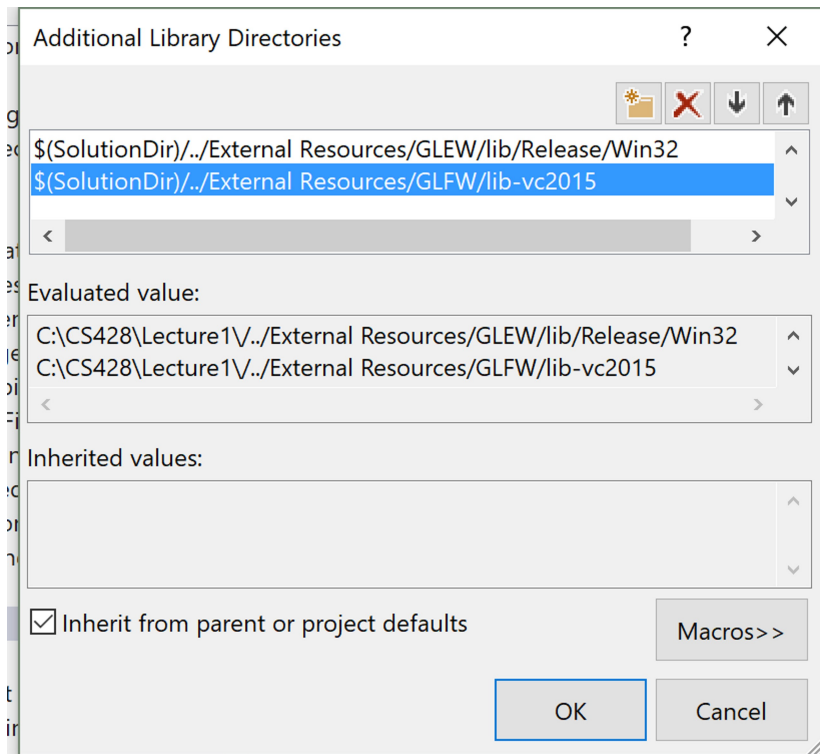 Additional Library Directories
$(SolutionDir)/../External Resources/GLEW/lib/Release/Win32
$(SolutionDir)/../External Resources/GLFW/lib-vc2015
Evaluated value:
C:\CS428\Lecture1\/../External Resources/GLEW/lib/Release/Win32
C:\CS428\Lecture1\/../External Resources/GLFW/lib-vc2015
Inherited values:
Inherit from parent or project defaults
Macros>>
OK
Cancel